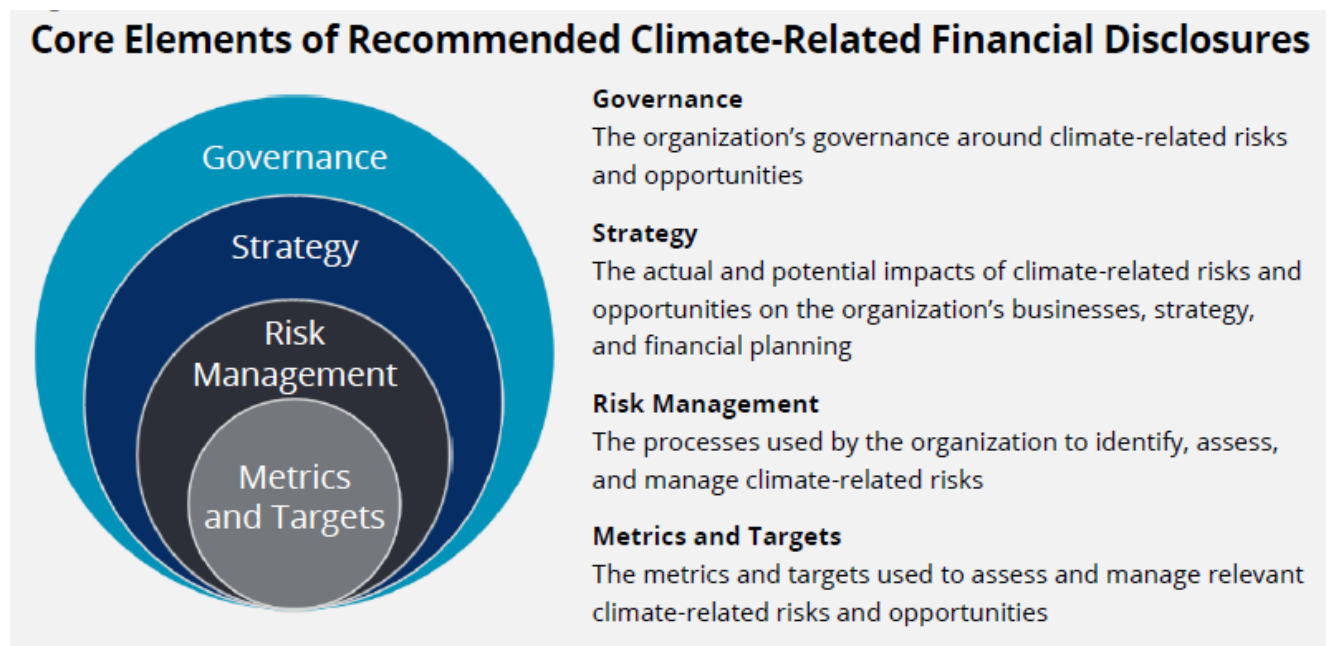 Core Elements of Recommended Climate-Related Financial Disclosures
Governance
Strategy
Risk
Management
Metrics
and Targets
Governance
The organization’s governance around climate-related risks
and opportunities
Strategy
The actual and potential impacts of climate-related risks and
opportunities on the organization’s businesses, strategy,
and financial planning
Risk Management
The processes used by the organization to identify, assess,
and manage climate-related risks
Metrics and Targets
The metrics and targets used to assess and manage relevant
climate-related risks and opportunities